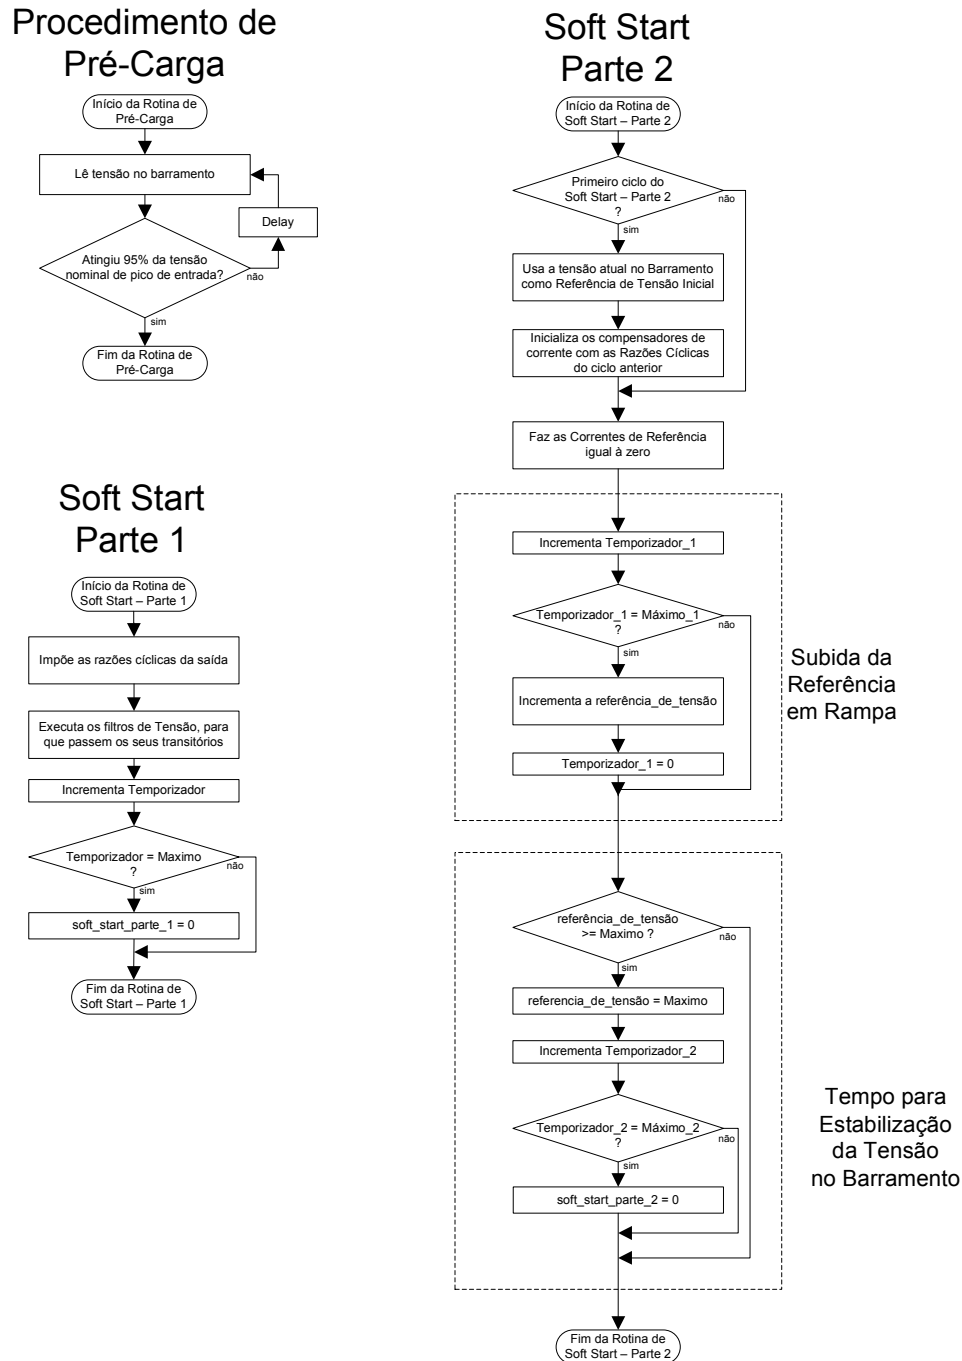 Procedimento de
Pré-Carga
Início da Rotina de
Pré-Carga
Lê tensão no barramento
Delay
Atingiu 95% da tensão
nominal de pico de entrada?
não
sim
Fim da Rotina de
Pré-Carga
Soft Start
Parte 1
Início da Rotina de
Soft Start – Parte 1
Impõe as razões cíclicas da saída
Executa os filtros de Tensão, para
que passem os seus transitórios
Incrementa Temporizador
Temporizador = Maximo
?
não
sim
soft_start_parte_1 = 0
Fim da Rotina de
Soft Start – Parte 1
Soft Start
Parte 2
Início da Rotina de
Soft Start – Parte 2
Primeiro ciclo do
Soft Start – Parte 2
?
não
sim
Usa a tensão atual no Barramento
como Referência de Tensão Inicial
Inicializa os compensadores de
corrente com as Razões Cíclicas
do ciclo anterior
Faz as Correntes de Referência
igual à zero
Incrementa Temporizador_1
Temporizador_1 = Máximo_1
?
não
sim
Incrementa a referência_de_tensão
Temporizador_1 = 0
Subida da
Referência
em Rampa
referência_de_tensão
>= Maximo ?
não
sim
referencia_de_tensão = Maximo
Incrementa Temporizador_2
Temporizador_2 = Máximo_2
?
não
sim
soft_start_parte_2 = 0
Tempo para
Estabilização
da Tensão
no Barramento
Fim da Rotina de
Soft Start – Parte 2